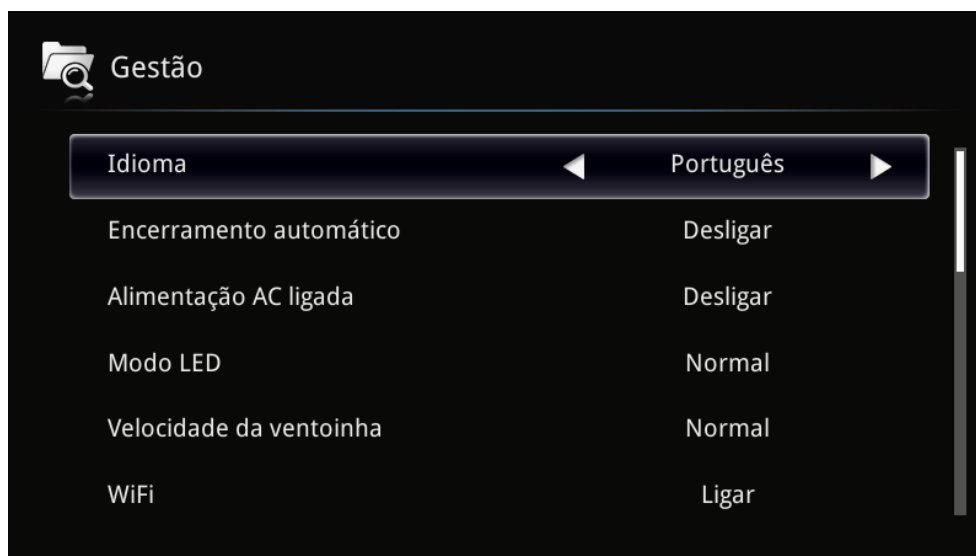 Gestão
Idioma Português
Encerramento automático Desligar
Alimentação AC ligada Desligar
Modo LED Normal
Velocidade da ventoinha Normal
WiFi Ligar